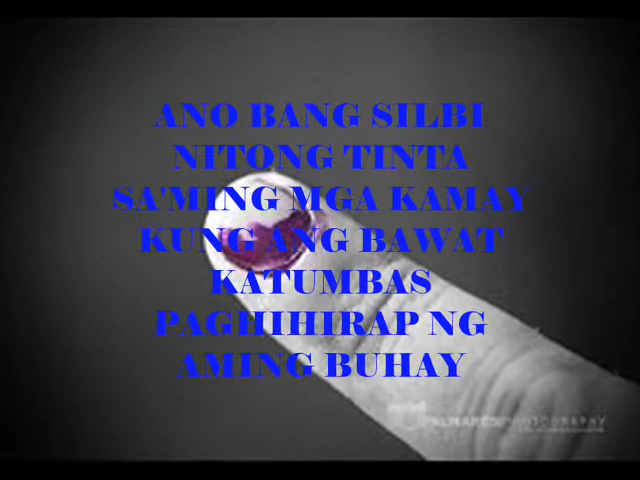 ANO BANG SILBI
NITONG TINTA
SA'MING MGA KAMAY
KUNG ANG BAWAT
KATUMBAS
PAGHIHIRAP NG
AMING BUHAY